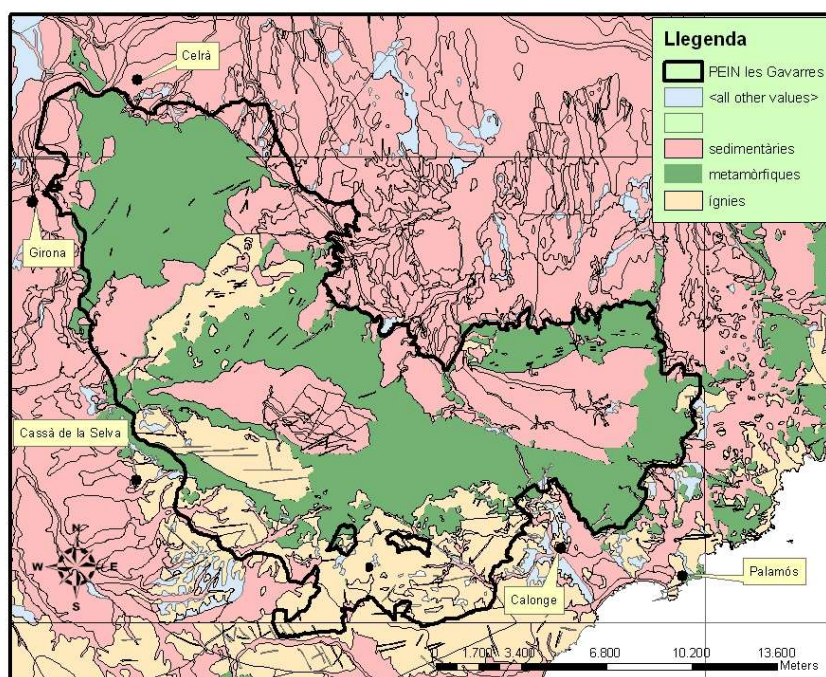 Llegenda
PEIN les Gavarres
<all other values>
sedimentàries
metamòrfiques
ígnies
Celrà
Girona
Cassà de la Selva
Calonge
Palamós
N
W E
S
0 1.700 3.400 6.800 10.200 13.600
Meters